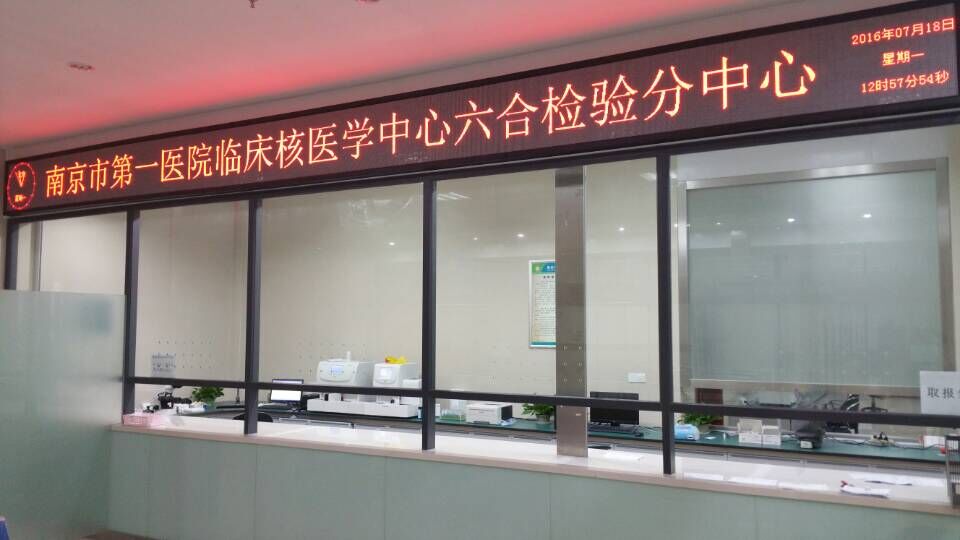 南京市第一医院临床核医学中心六合检验分中心
2016年07月18日
星期一
12时57分54秒
取报